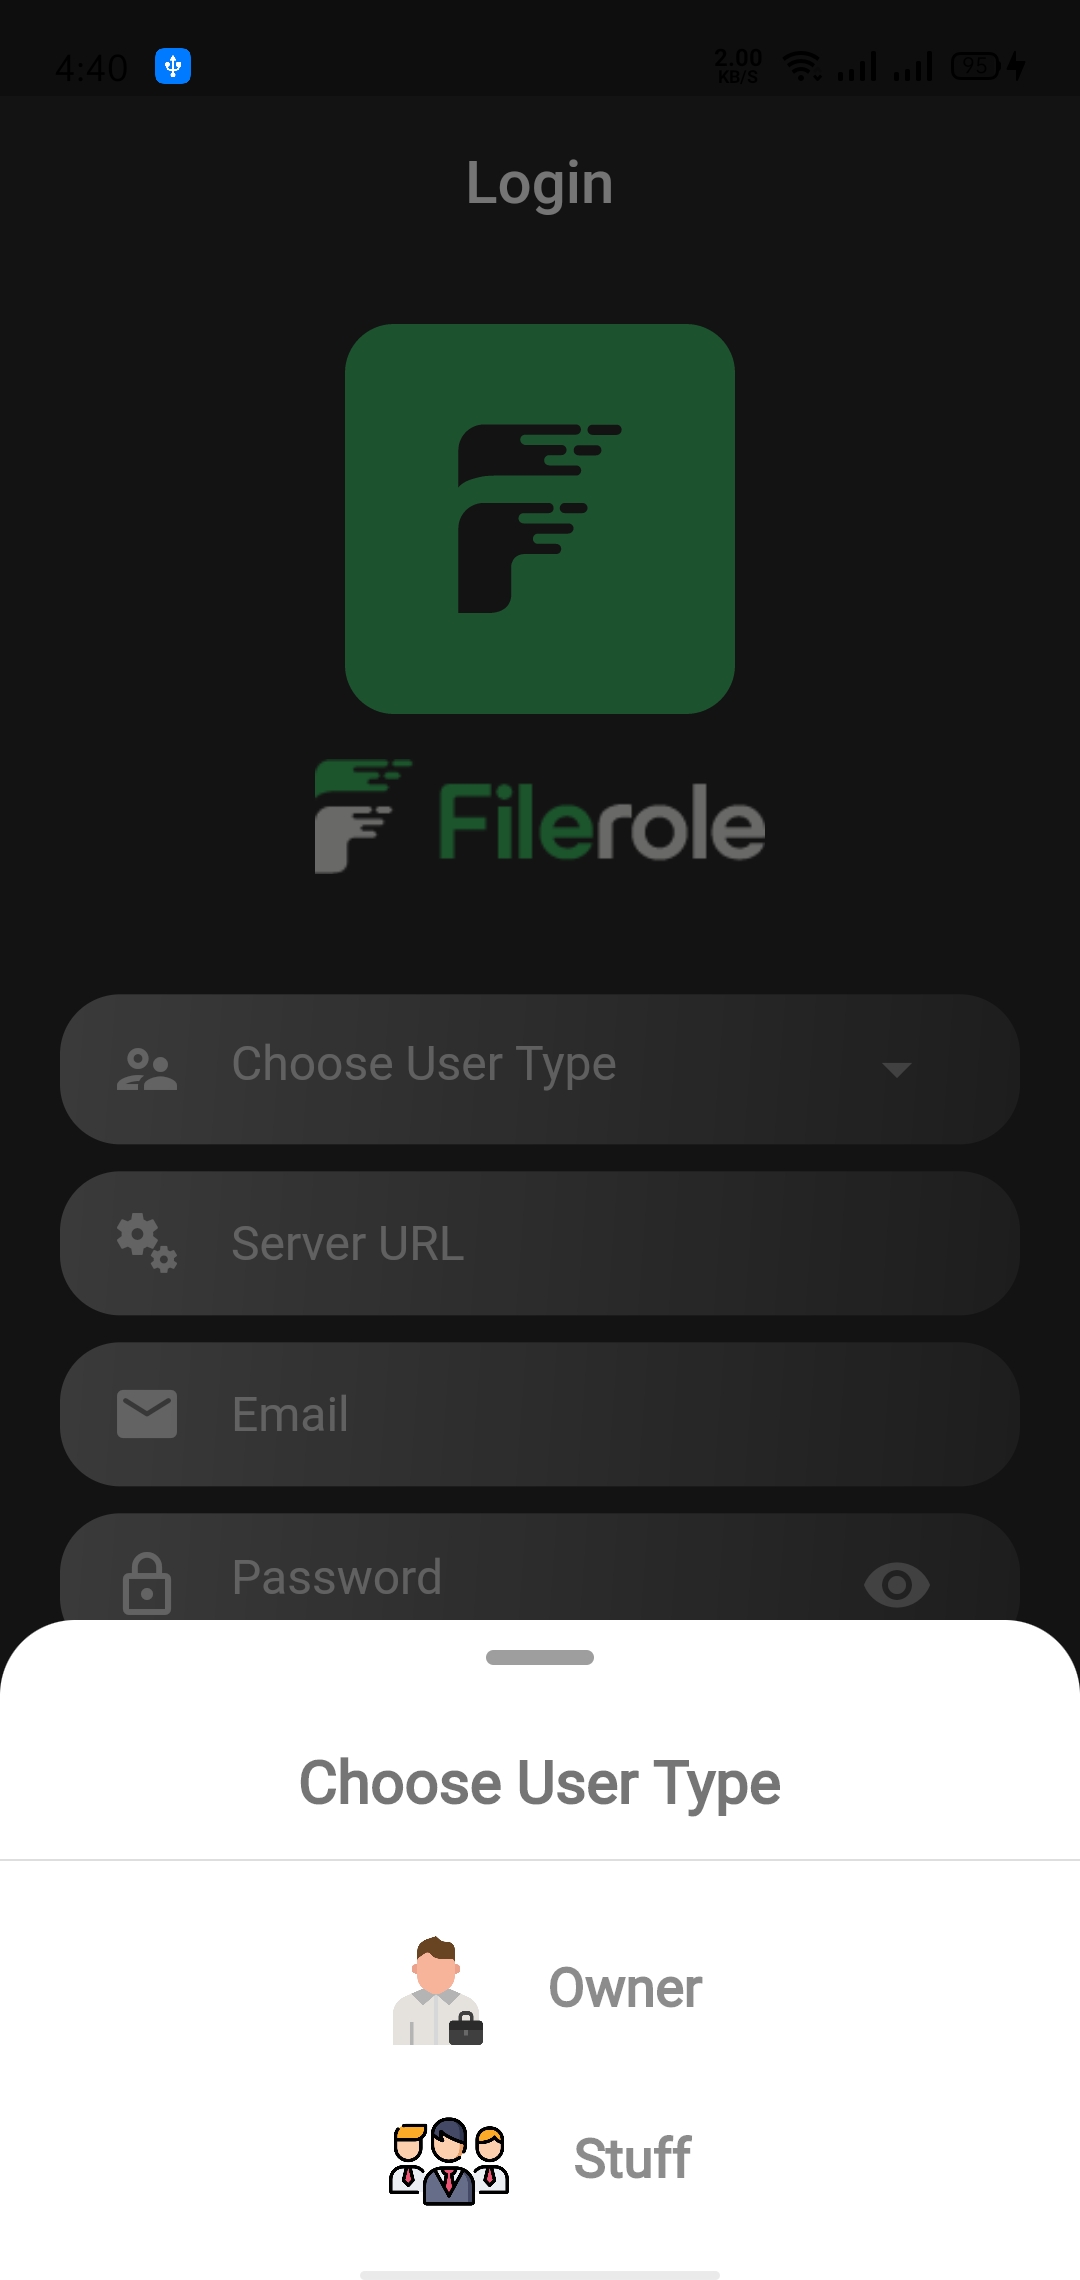 4:40
2.00
KB/S
95
Login
Filerole
Choose User Type
Server URL
Email
Password
Choose User Type
Owner
Stuff